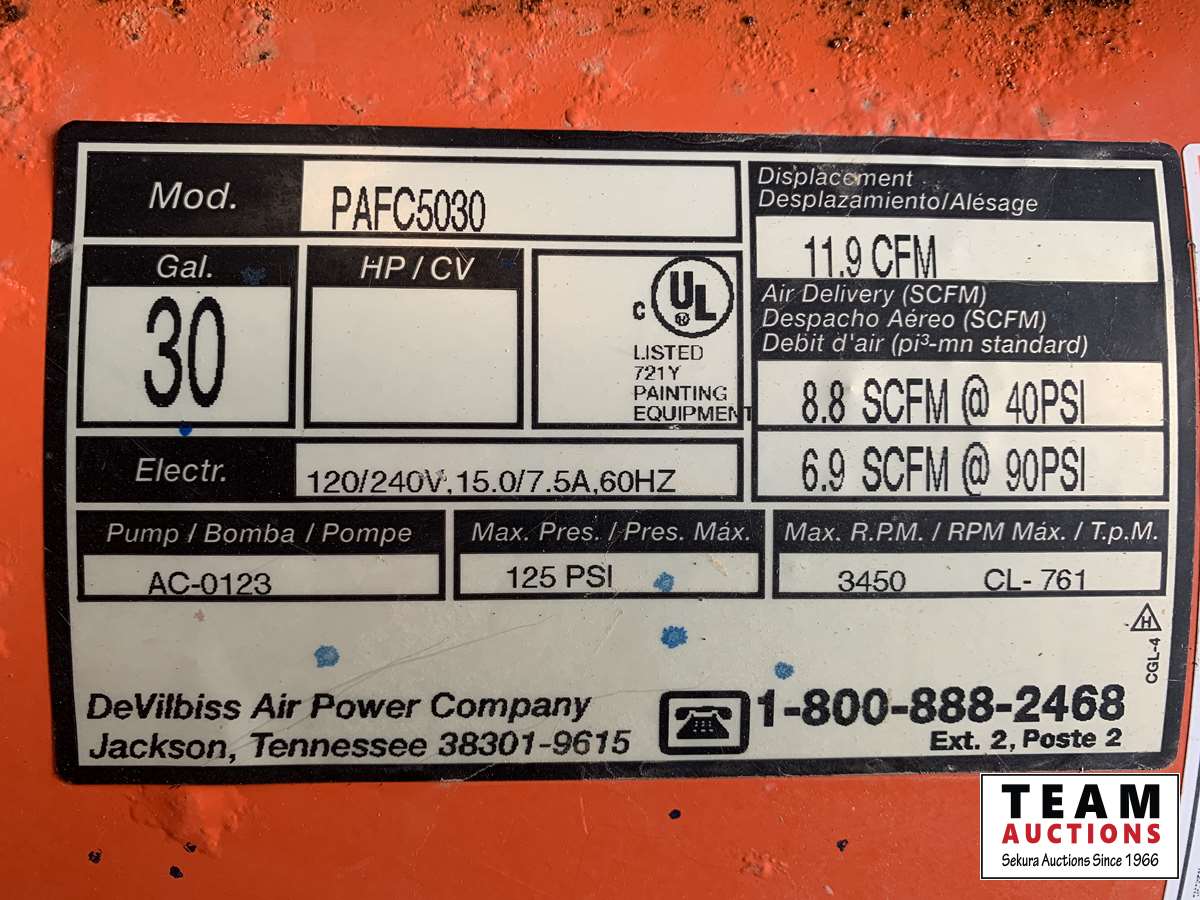 Mod.
PAFC5030
Gal.
30
HP / CV
C UL ®
LISTED
721Y
PAINTING
EQUIPMENT
Electr.
120/240V,15.0/7.5A,60HZ
Displacement
Desplazamiento/Alésage
11.9 CFM
Air Delivery (SCFM)
Despacho Aéreo (SCFM)
Debit d'air (pi³-mn standard)
8.8 SCFM @ 40PSI
6.9 SCFM @ 90PSI
Pump / Bomba / Pompe
AC-0123
Max. Pres. / Pres. Máx.
125 PSI
Max. R.P.M. / RPM Máx. / T.p.M.
3450 CL-761
H
CGL-4
DeVilbiss Air Power Company
Jackson, Tennessee 38301-9615
1-800-888-2468
Ext. 2, Poste 2
TEAM
AUCTIONS
Sekura Auctions Since 1966